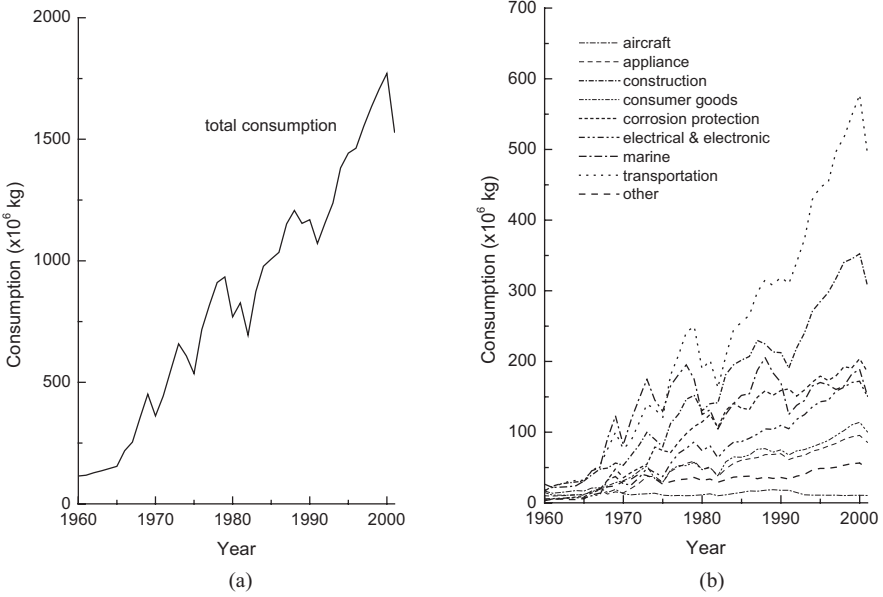 2000
1500
1000
500
0
1960
1970
1980
1990
2000
Consumption (x10⁶ kg)
Year
total consumption
(a)
700
600
500
400
300
200
100
0
1960
1970
1980
1990
2000
Consumption (x10⁶ kg)
Year
aircraft
appliance
construction
consumer goods
corrosion protection
electrical & electronic
marine
transportation
other
(b)